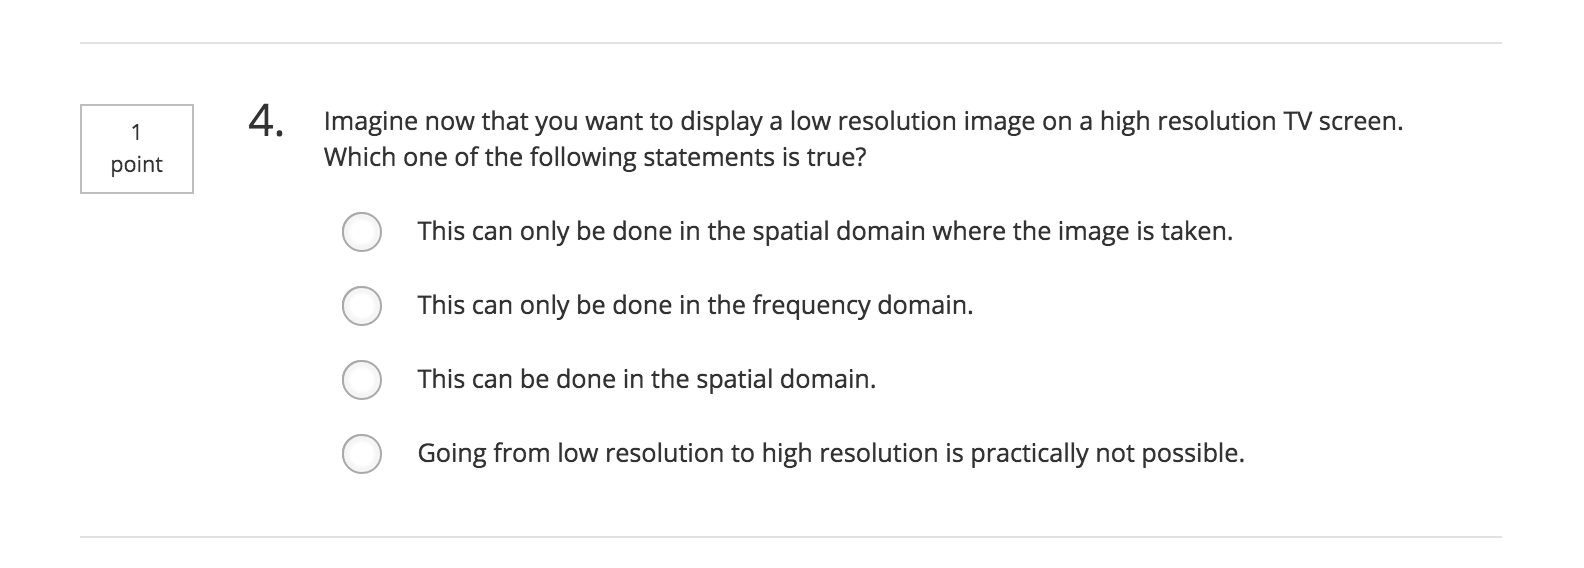 1
point
4.
Imagine now that you want to display a low resolution image on a high resolution TV screen.
Which one of the following statements is true?
This can only be done in the spatial domain where the image is taken.
This can only be done in the frequency domain.
This can be done in the spatial domain.
Going from low resolution to high resolution is practically not possible.